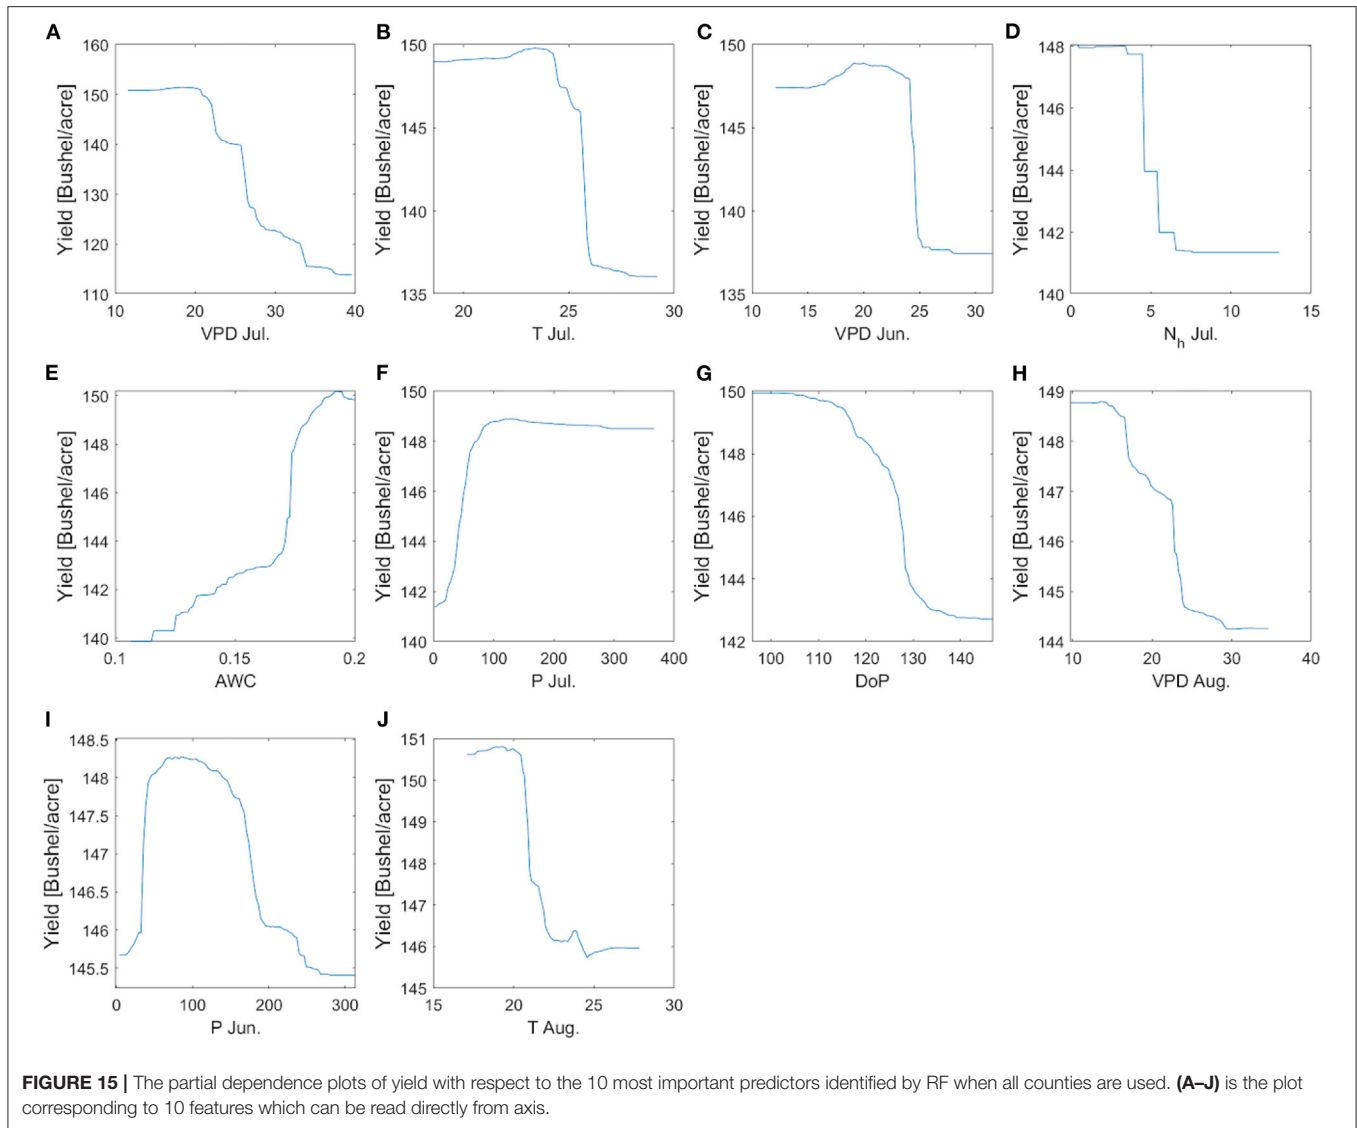 A
160
150
140
130
120
110
10 20 30 40
VPD Jul.
Yield [Bushel/acre]
B
150
145
140
135
20 25 30
T Jul.
Yield [Bushel/acre]
C
150
145
140
135
10 15 20 25 30
VPD Jun.
Yield [Bushel/acre]
D
148
146
144
142
140
0 5 10 15
Nh Jul.
Yield [Bushel/acre]
E
150
148
146
144
142
140
0.1 0.15 0.2
AWC
Yield [Bushel/acre]
F
150
148
146
144
142
140
0 100 200 300 400
P Jul.
Yield [Bushel/acre]
G
150
148
146
144
142
100 110 120 130 140
DoP
Yield [Bushel/acre]
H
149
148
147
146
145
144
10 20 30 40
VPD Aug.
Yield [Bushel/acre]
I
148.5
148
147.5
147
146.5
146
145.5
0 100 200 300
P Jun.
Yield [Bushel/acre]
J
151
150
149
148
147
146
145
15 20 25 30
T Aug.
Yield [Bushel/acre]
FIGURE 15 | The partial dependence plots of yield with respect to the 10 most important predictors identified by RF when all counties are used. (A–J) is the plot
corresponding to 10 features which can be read directly from axis.